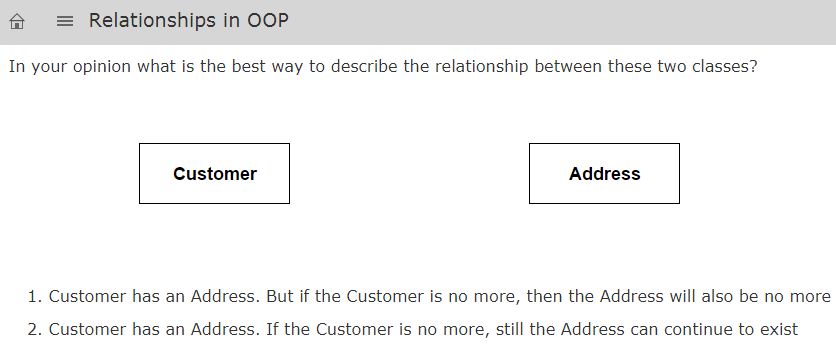 Relationships in OOP
In your opinion what is the best way to describe the relationship between these two classes?
Customer
Address
1. Customer has an Address. But if the Customer is no more, then the Address will also be no more
2. Customer has an Address. If the Customer is no more, still the Address can continue to exist